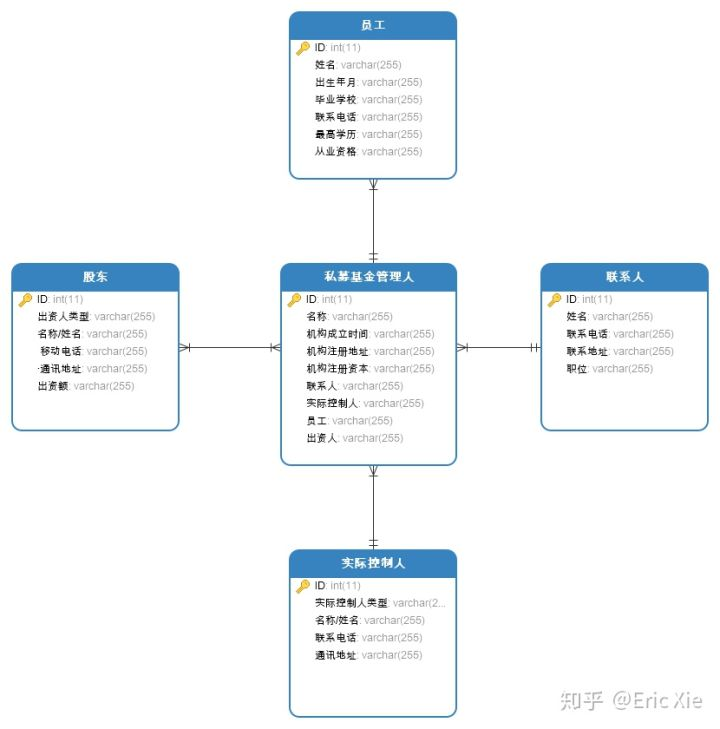 员工
ID: int(11)
姓名: varchar(255)
出生年月: varchar(255)
毕业学校: varchar(255)
联系电话: varchar(255)
最高学历: varchar(255)
从业资格: varchar(255)
股东
ID: int(11)
出资人类型: varchar(255)
名称/姓名: varchar(255)
移动电话: varchar(255)
·通讯地址: varchar(255)
出资额: varchar(255)
私募基金管理人
ID: int(11)
名称: varchar(255)
机构成立时间: varchar(255)
机构注册地址: varchar(255)
机构注册资本: varchar(255)
联系人: varchar(255)
实际控制人: varchar(255)
员工: varchar(255)
出资人: varchar(255)
联系人
ID: int(11)
姓名: varchar(255)
联系电话: varchar(255)
联系地址: varchar(255)
职位: varchar(255)
实际控制人
ID: int(11)
实际控制人类型: varchar(2...
名称/姓名: varchar(255)
联系电话: varchar(255)
通讯地址: varchar(255)
知乎 @Eric Xie